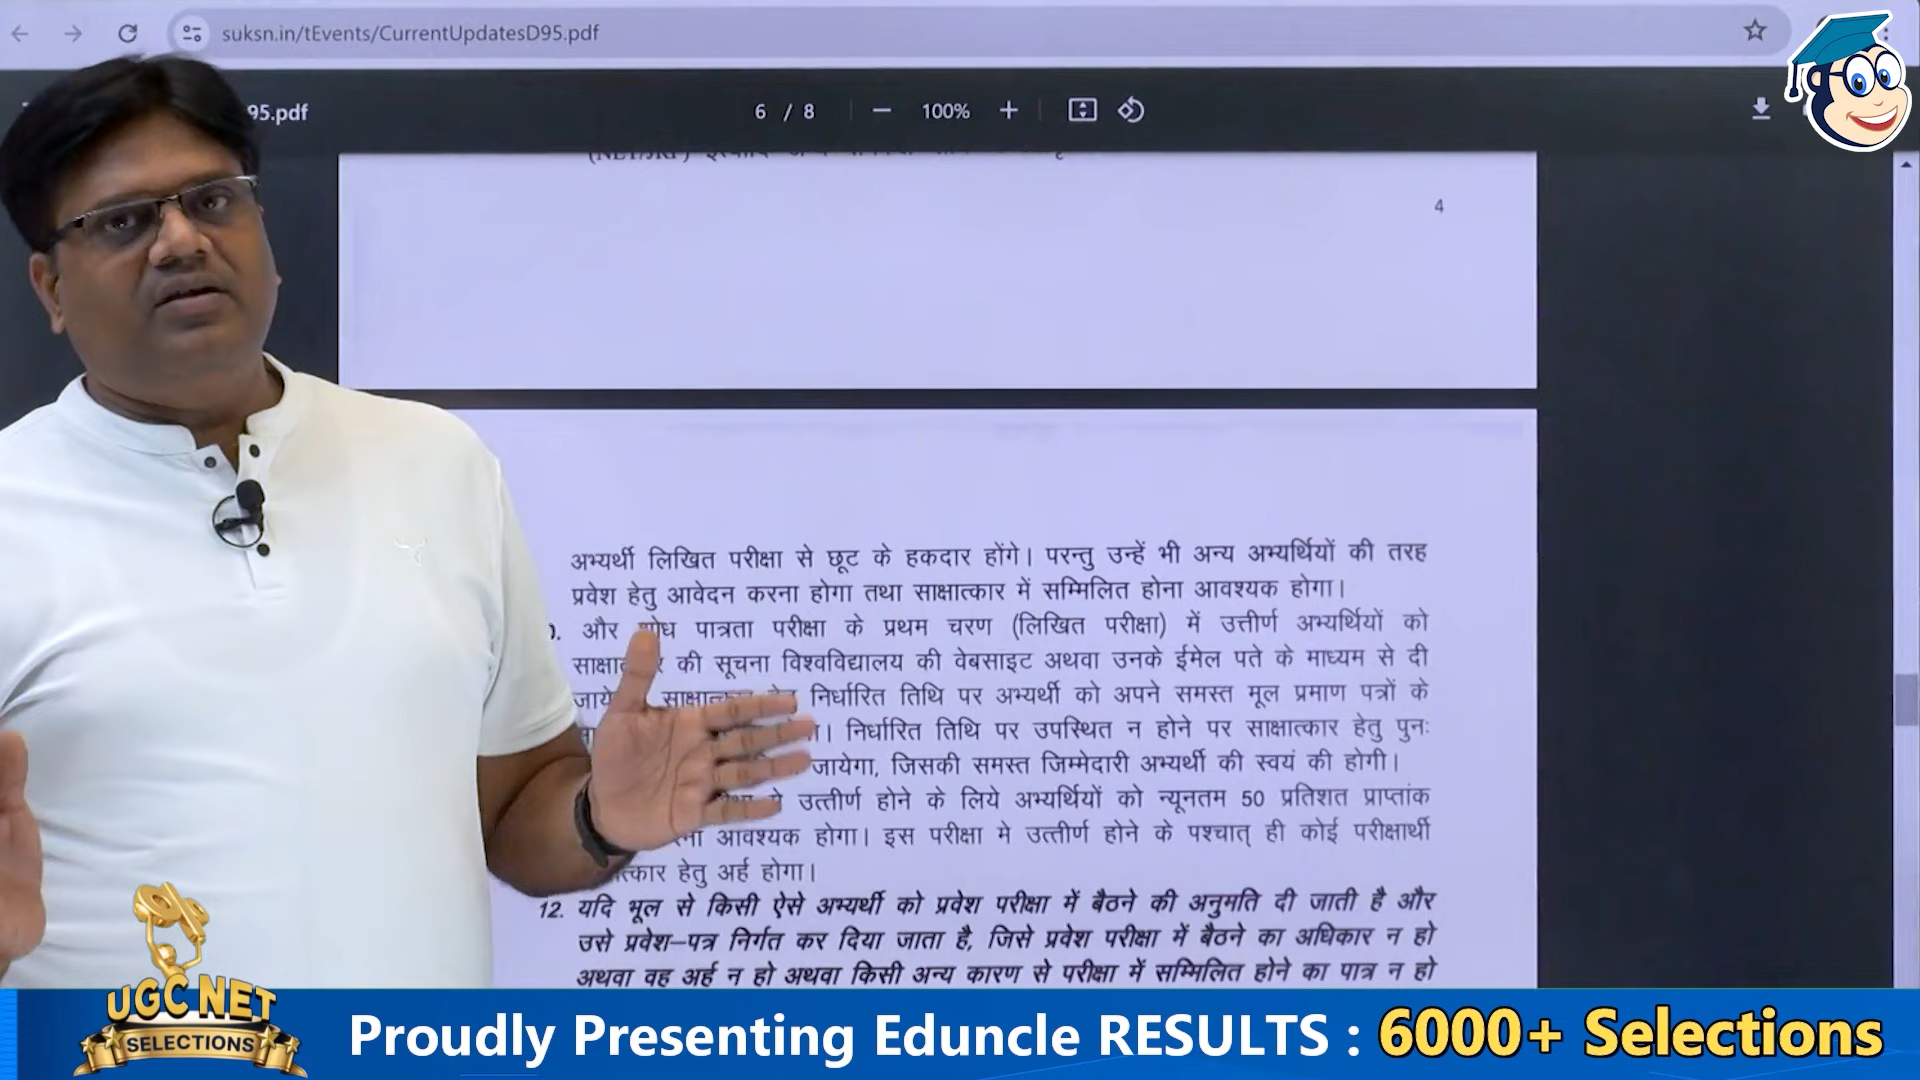 suksn.in/tEvents/CurrentUpdatesD95.pdf
95.pdf
6 / 8
100%
4
अभ्यर्थी लिखित परीक्षा से छूट के हकदार होंगे। परन्तु उन्हें भी अन्य अभ्यर्थियों की तरह
प्रवेश हेतु आवेदन करना होगा तथा साक्षात्कार में सम्मिलित होना आवश्यक होगा।
और शोध पात्रता परीक्षा के प्रथम चरण (लिखित परीक्षा) में उत्तीर्ण अभ्यर्थियों को
की सूचना विश्वविद्यालय की वेबसाइट अथवा उनके ईमेल पते के माध्यम से दी
निर्धारित तिथि पर अभ्यर्थी को अपने समस्त मूल प्रमाण पत्रों के
निर्धारित तिथि पर उपस्थित न होने पर साक्षात्कार हेतु पुनः
जायेगा, जिसकी समस्त जिम्मेदारी अभ्यर्थी की स्वयं की होगी।
उत्तीर्ण होने के लिये अभ्यर्थियों को न्यूनतम 50 प्रतिशत प्राप्तांक
आवश्यक होगा। इस परीक्षा मे उत्तीर्ण होने के पश्चात् ही कोई परीक्षार्थी
हेतु अर्ह होगा।
12. यदि भूल से किसी ऐसे अभ्यर्थी को प्रवेश परीक्षा में बैठने की अनुमति दी जाती है और
उसे प्रवेश–पत्र निर्गत कर दिया जाता है, जिसे प्रवेश परीक्षा में बैठने का अधिकार न हो
अथवा वह अर्ह न हो अथवा किसी अन्य कारण से परीक्षा में सम्मिलित होने का पात्र न हो
UGC NET
SELECTIONS
Proudly Presenting Eduncle RESULTS : 6000+ Selections